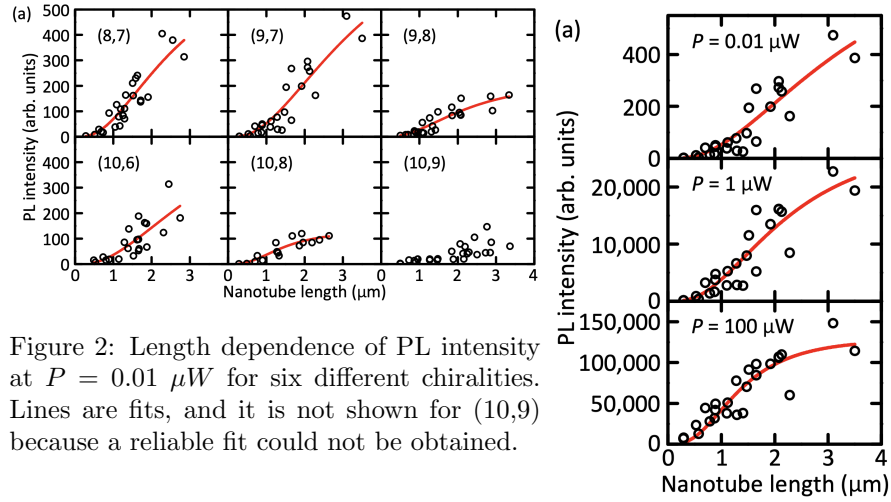 (a)
500
400
300
200
100
0
400
300
200
100
0
PL intensity (arb. units)
(8,7)
(9,7)
(9,8)
(10,6)
(10,8)
(10,9)
0 1 2 3 0 1 2 3 0 1 2 3 4
Nanotube length (μm)
Figure 2: Length dependence of PL intensity
at P = 0.01 μW for six different chiralities.
Lines are fits, and it is not shown for (10,9)
because a reliable fit could not be obtained.
(a)
P = 0.01 μW
400
200
0
P = 1 μW
20,000
10,000
0
P = 100 μW
150,000
100,000
50,000
0
PL intensity (arb. units)
0 1 2 3 4
Nanotube length (μm)